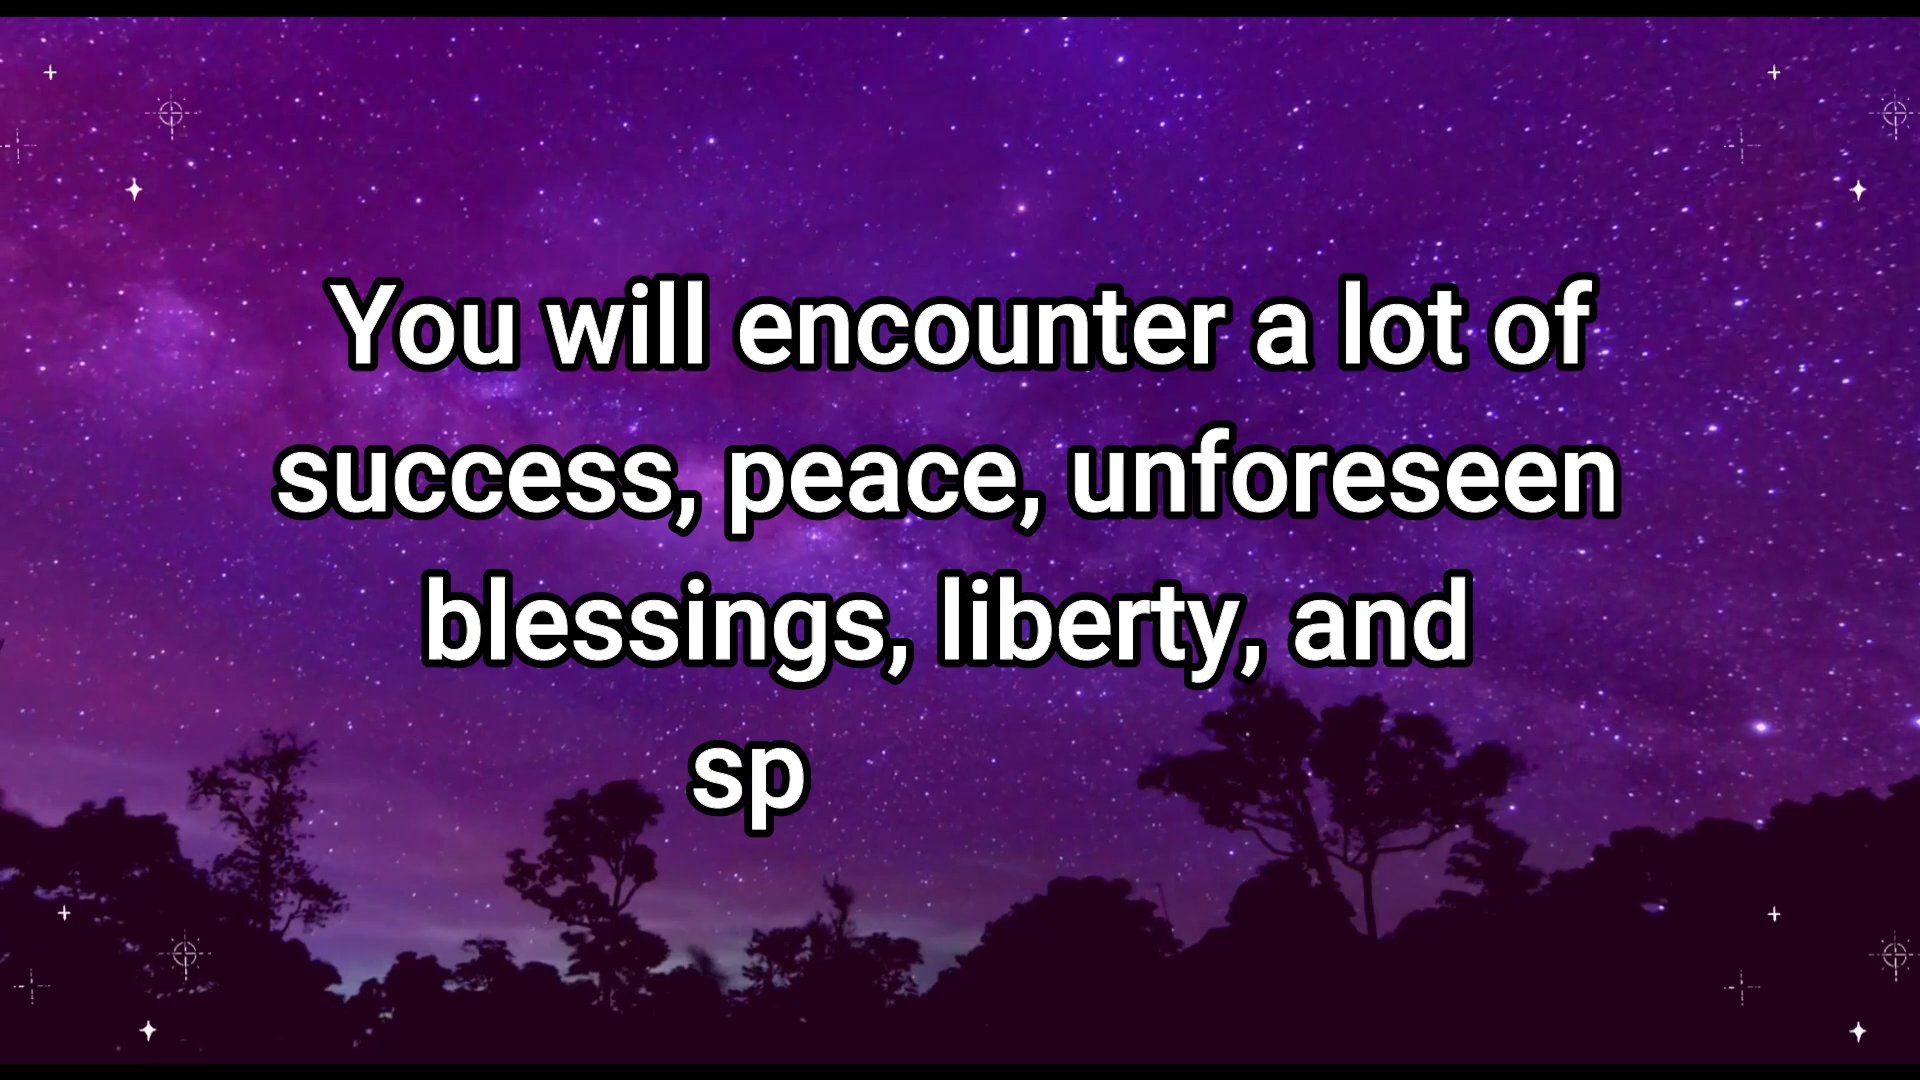 You will encounter a lot of
success, peace, unforeseen
blessings, liberty, and
sp